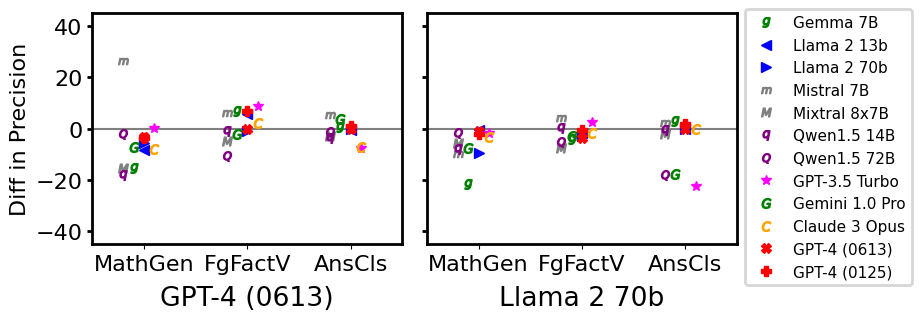 Diff in Precision
40
20
0
−20
−40
MathGen FgFactV AnsCls
GPT-4 (0613)
MathGen FgFactV AnsCls
Llama 2 70b
g Gemma 7B
Llama 2 13b
Llama 2 70b
m Mistral 7B
M Mixtral 8x7B
q Qwen1.5 14B
Q Qwen1.5 72B
GPT-3.5 Turbo
G Gemini 1.0 Pro
C Claude 3 Opus
GPT-4 (0613)
GPT-4 (0125)